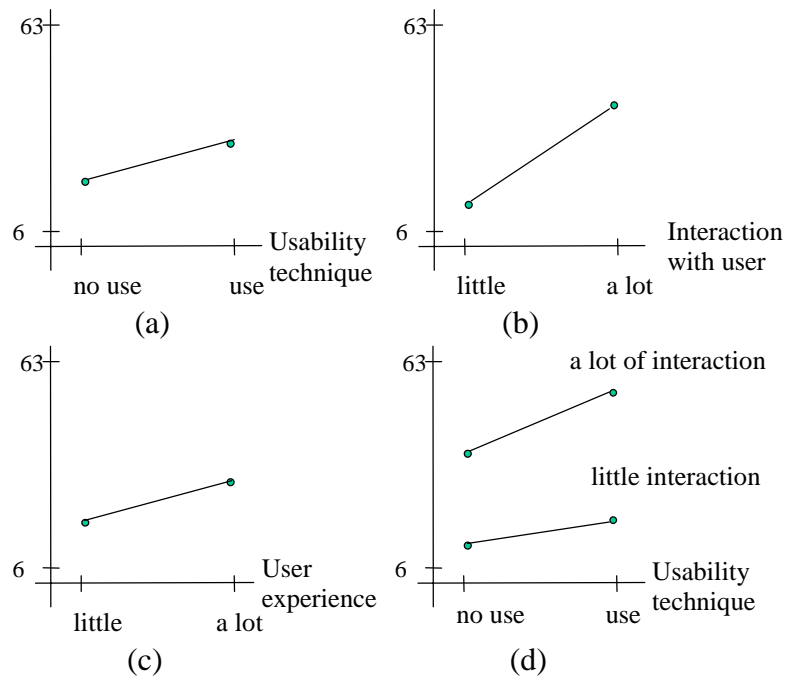 63
6
Usability
technique
no use
use
(a)
63
6
Interaction
with user
little
a lot
(b)
63
6
User
experience
little
a lot
(c)
63
a lot of interaction
little interaction
6
Usability
technique
no use
use
(d)